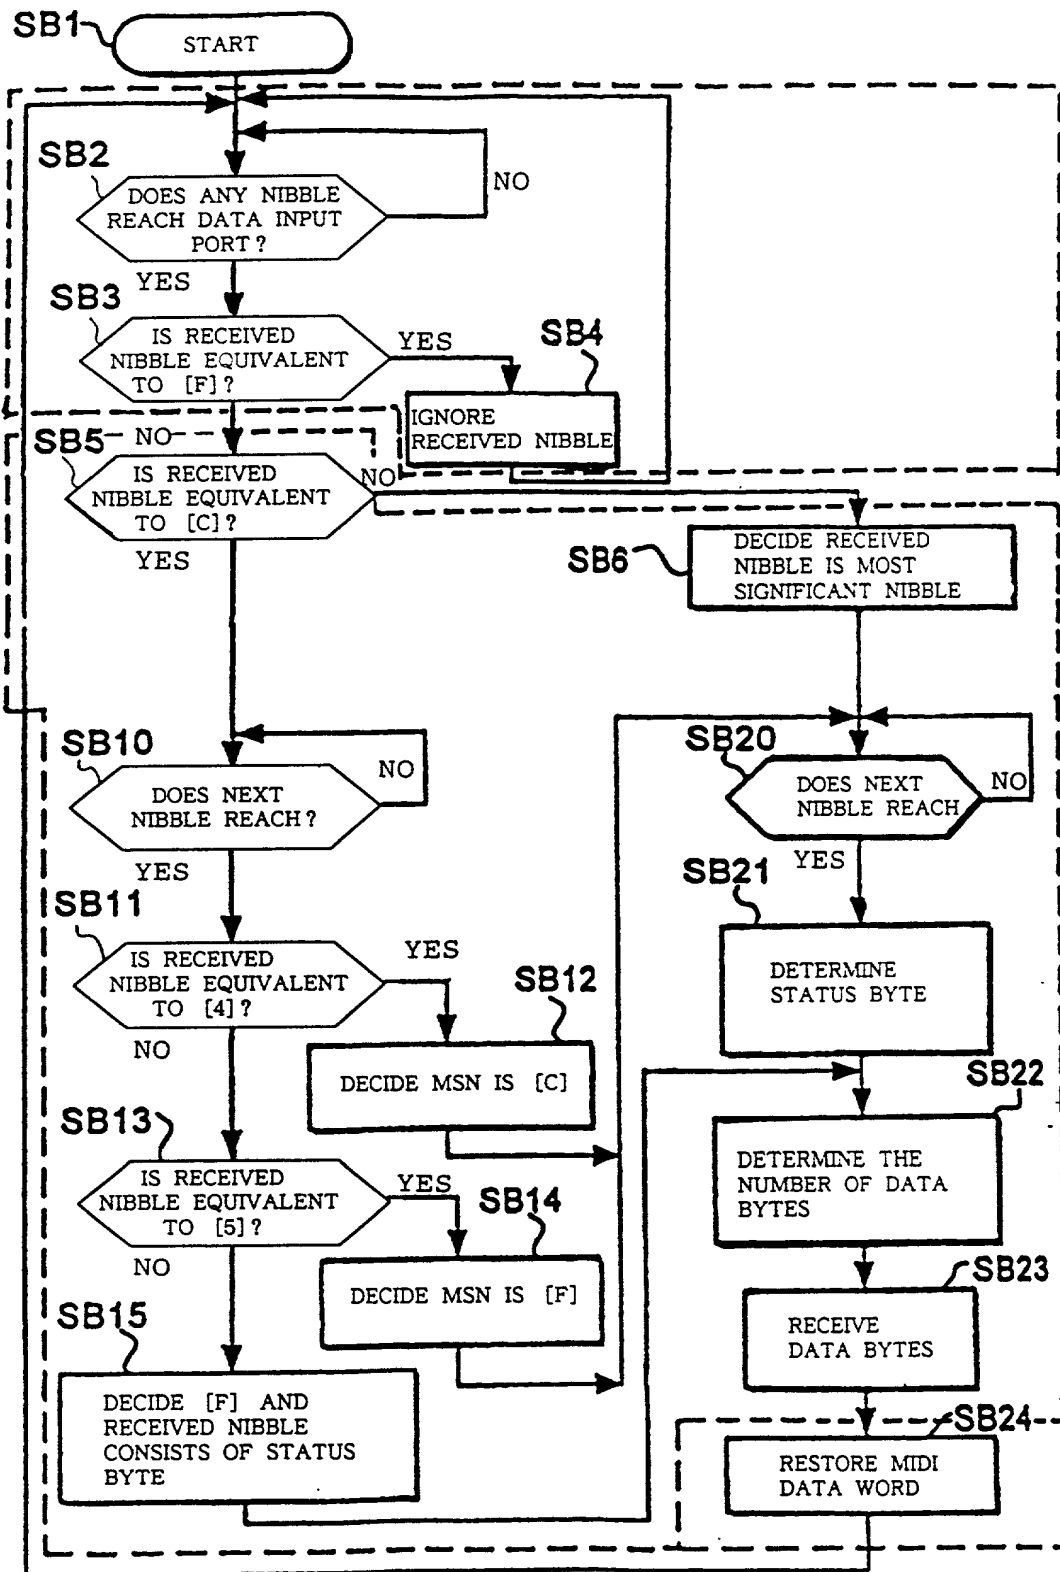 SB1
START
SB2
DOES ANY NIBBLE
REACH DATA INPUT
PORT?
NO
YES
SB3
IS RECEIVED
NIBBLE EQUIVALENT
TO [F]?
YES
SB4
IGNORE
RECEIVED NIBBLE
NO
SB5
IS RECEIVED
NIBBLE EQUIVALENT
TO [C]?
NO
YES
SB6
DECIDE RECEIVED
NIBBLE IS MOST
SIGNIFICANT NIBBLE
SB10
DOES NEXT
NIBBLE REACH?
NO
YES
SB20
DOES NEXT
NIBBLE REACH
NO
YES
SB11
IS RECEIVED
NIBBLE EQUIVALENT
TO [4]?
YES
NO
SB12
DECIDE MSN IS [C]
SB21
DETERMINE
STATUS BYTE
SB13
IS RECEIVED
NIBBLE EQUIVALENT
TO [5]?
YES
NO
SB14
DECIDE MSN IS [F]
SB22
DETERMINE THE
NUMBER OF DATA
BYTES
SB15
DECIDE [F] AND
RECEIVED NIBBLE
CONSISTS OF STATUS
BYTE
SB23
RECEIVE
DATA BYTES
SB24
RESTORE MIDI
DATA WORD